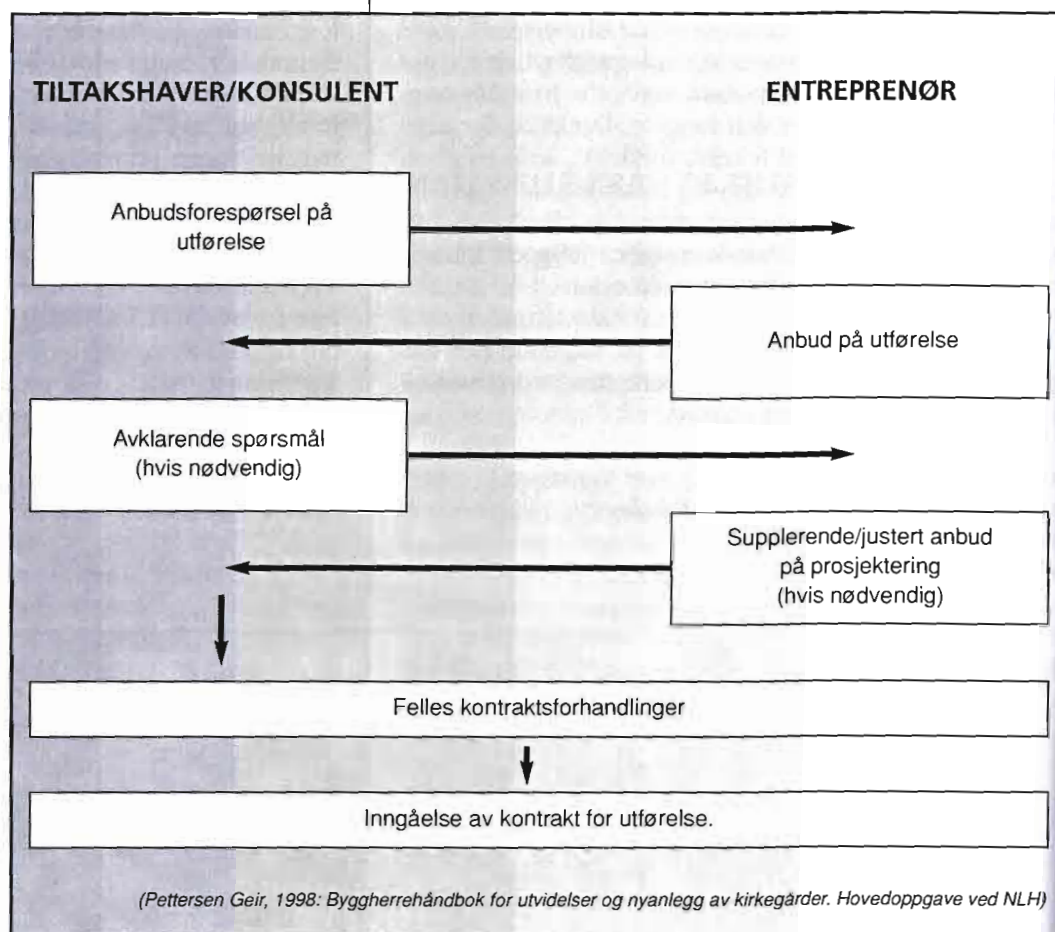 TILTAKSHAVER/KONSULENT
ENTREPRENØR
Anbudsforespørsel på
utførelse
Anbud på utførelse
Avklarende spørsmål
(hvis nødvendig)
Supplerende/justert anbud
på prosjektering
(hvis nødvendig)
Felles kontraktsforhandlinger
Inngåelse av kontrakt for utførelse.
(Pettersen Geir, 1998: Byggherrehåndbok for utvidelser og nyanlegg av kirkegårder. Hovedoppgave ved NLH)